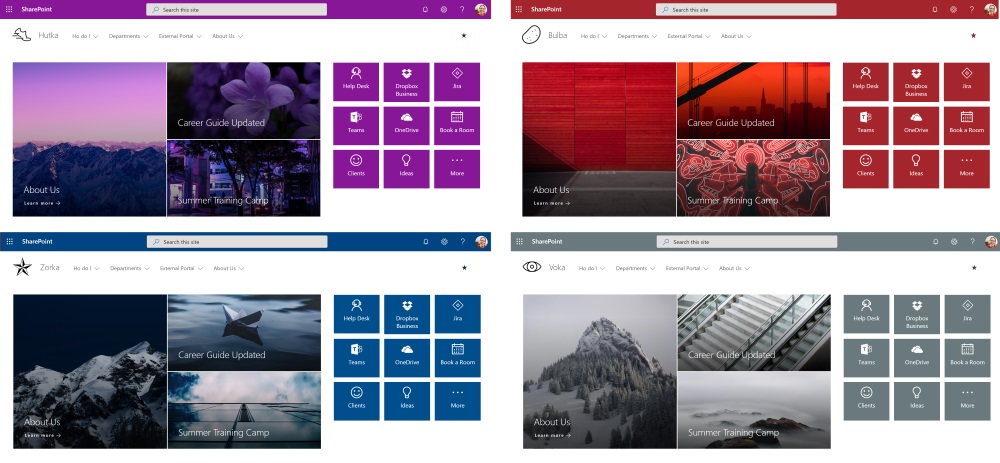 SharePoint
Search this site
?
Hutka
Ho do I
Departments
External Portal
About Us
About Us
Learn more →
Career Guide Updated
Summer Training Camp
Help Desk
Dropbox
Business
Jira
Teams
OneDrive
Book a Room
Clients
Ideas
More
SharePoint
Search this site
?
Bulba
Ho do I
Departments
External Portal
About Us
About Us
Learn more →
Career Guide Updated
Summer Training Camp
Help Desk
Dropbox
Business
Jira
Teams
OneDrive
Book a Room
Clients
Ideas
More
SharePoint
Search this site
?
Zorka
Ho do I
Departments
External Portal
About Us
About Us
Learn more →
Career Guide Updated
Summer Training Camp
Help Desk
Dropbox
Business
Jira
Teams
OneDrive
Book a Room
Clients
Ideas
More
SharePoint
Search this site
?
Voka
Ho do I
Departments
External Portal
About Us
About Us
Learn more →
Career Guide Updated
Summer Training Camp
Help Desk
Dropbox
Business
Jira
Teams
OneDrive
Book a Room
Clients
Ideas
More